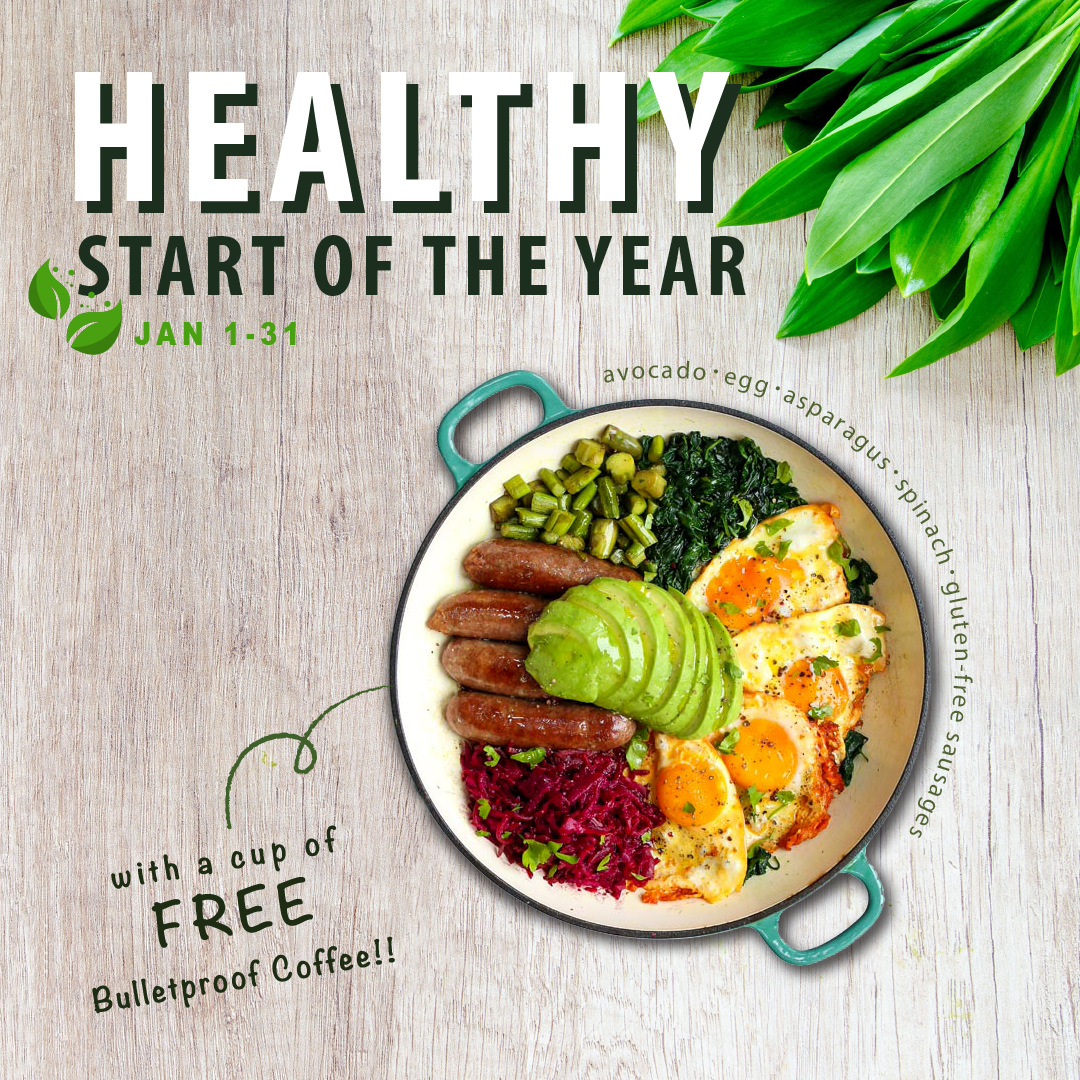 HEALTHY
START OF THE YEAR
JAN 1-31
avocado · egg · asparagus · spinach · gluten-free sausages
with a cup of
FREE
Bulletproof Coffee!!